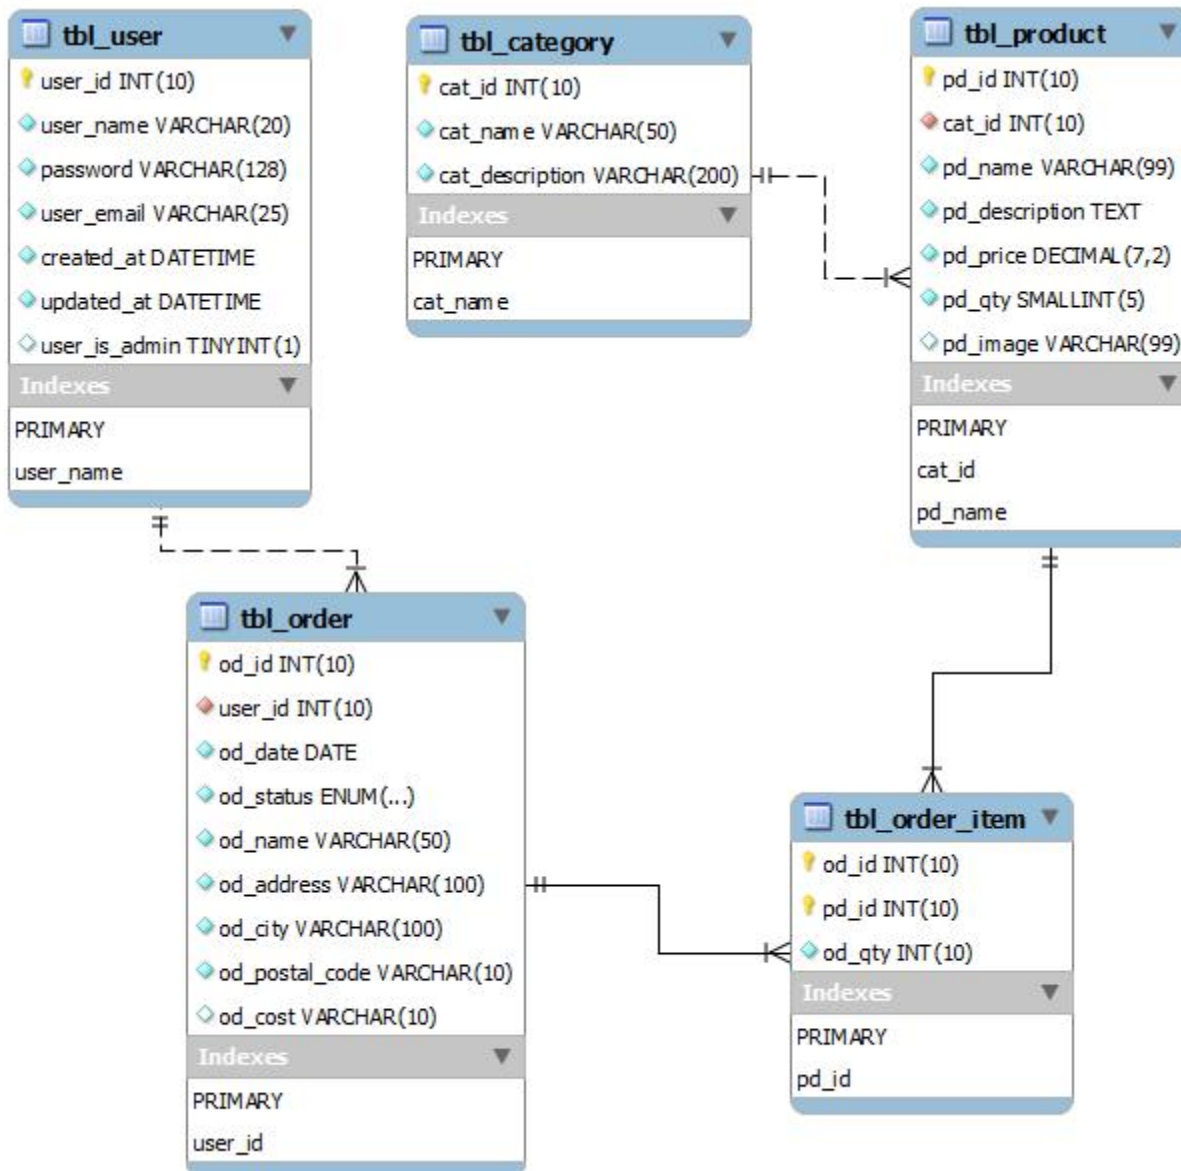 tbl_user
user_id INT(10)
user_name VARCHAR(20)
password VARCHAR(128)
user_email VARCHAR(25)
created_at DATETIME
updated_at DATETIME
user_is_admin TINYINT(1)
Indexes
PRIMARY
user_name
tbl_category
cat_id INT(10)
cat_name VARCHAR(50)
cat_description VARCHAR(200)
Indexes
PRIMARY
cat_name
tbl_product
pd_id INT(10)
cat_id INT(10)
pd_name VARCHAR(99)
pd_description TEXT
pd_price DECIMAL(7,2)
pd_qty SMALLINT(5)
pd_image VARCHAR(99)
Indexes
PRIMARY
cat_id
pd_name
tbl_order
od_id INT(10)
user_id INT(10)
od_date DATE
od_status ENUM(...)
od_name VARCHAR(50)
od_address VARCHAR(100)
od_city VARCHAR(100)
od_postal_code VARCHAR(10)
od_cost VARCHAR(10)
Indexes
PRIMARY
user_id
tbl_order_item
od_id INT(10)
pd_id INT(10)
od_qty INT(10)
Indexes
PRIMARY
pd_id